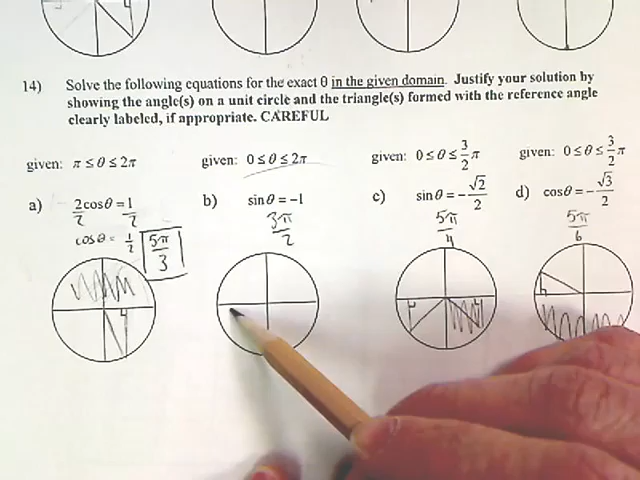 14) Solve the following equations for the exact θ in the given domain. Justify your solution by
showing the angle(s) on a unit circle and the triangle(s) formed with the reference angle
clearly labeled, if appropriate. CAREFUL
given: π ≤ θ ≤ 2π
given: 0 ≤ θ ≤ 2π
given: 0 ≤ θ ≤ 3/2 π
given: 0 ≤ θ ≤ 3/2 π
a) 2cosθ = 1
2 2
cosθ = 1/2
5π/3
b) sinθ = -1
3π/2
c) sinθ = -√2/2
5π/4
d) cosθ = -√3/2
5π/6